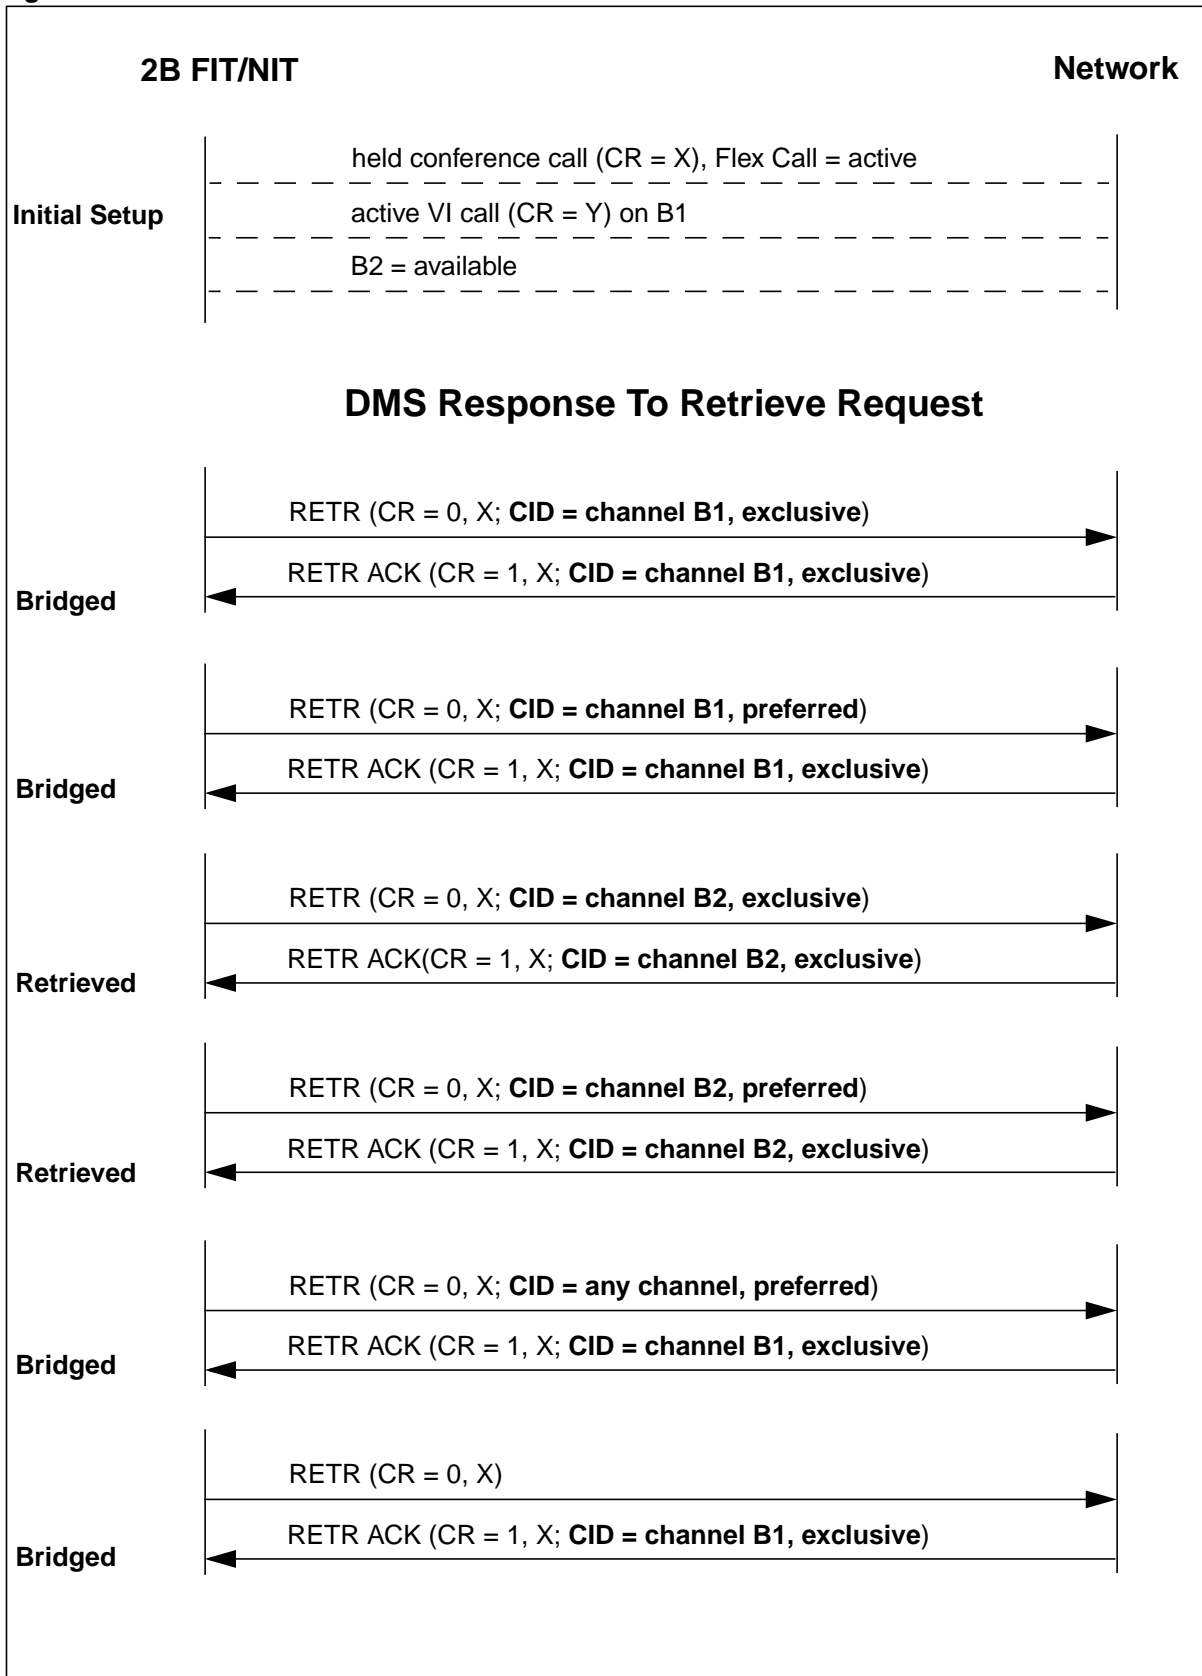 2B FIT/NIT
Network
held conference call (CR = X), Flex Call = active
Initial Setup
active VI call (CR = Y) on B1
B2 = available
DMS Response To Retrieve Request
RETR (CR = 0, X; CID = channel B1, exclusive)
RETR ACK (CR = 1, X; CID = channel B1, exclusive)
Bridged
RETR (CR = 0, X; CID = channel B1, preferred)
RETR ACK (CR = 1, X; CID = channel B1, exclusive)
Bridged
RETR (CR = 0, X; CID = channel B2, exclusive)
RETR ACK(CR = 1, X; CID = channel B2, exclusive)
Retrieved
RETR (CR = 0, X; CID = channel B2, preferred)
RETR ACK (CR = 1, X; CID = channel B2, exclusive)
Retrieved
RETR (CR = 0, X; CID = any channel, preferred)
RETR ACK (CR = 1, X; CID = channel B1, exclusive)
Bridged
RETR (CR = 0, X)
RETR ACK (CR = 1, X; CID = channel B1, exclusive)
Bridged